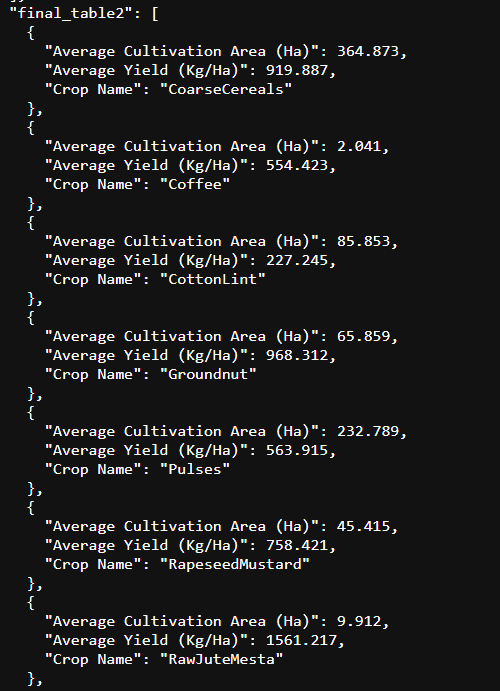 "final_table2": [
{
"Average Cultivation Area (Ha)": 364.873,
"Average Yield (Kg/Ha)": 919.887,
"Crop Name": "CoarseCereals"
},
{
"Average Cultivation Area (Ha)": 2.041,
"Average Yield (Kg/Ha)": 554.423,
"Crop Name": "Coffee"
},
{
"Average Cultivation Area (Ha)": 85.853,
"Average Yield (Kg/Ha)": 227.245,
"Crop Name": "CottonLint"
},
{
"Average Cultivation Area (Ha)": 65.859,
"Average Yield (Kg/Ha)": 968.312,
"Crop Name": "Groundnut"
},
{
"Average Cultivation Area (Ha)": 232.789,
"Average Yield (Kg/Ha)": 563.915,
"Crop Name": "Pulses"
},
{
"Average Cultivation Area (Ha)": 45.415,
"Average Yield (Kg/Ha)": 758.421,
"Crop Name": "RapeseedMustard"
},
{
"Average Cultivation Area (Ha)": 9.912,
"Average Yield (Kg/Ha)": 1561.217,
"Crop Name": "RawJuteMesta"
},